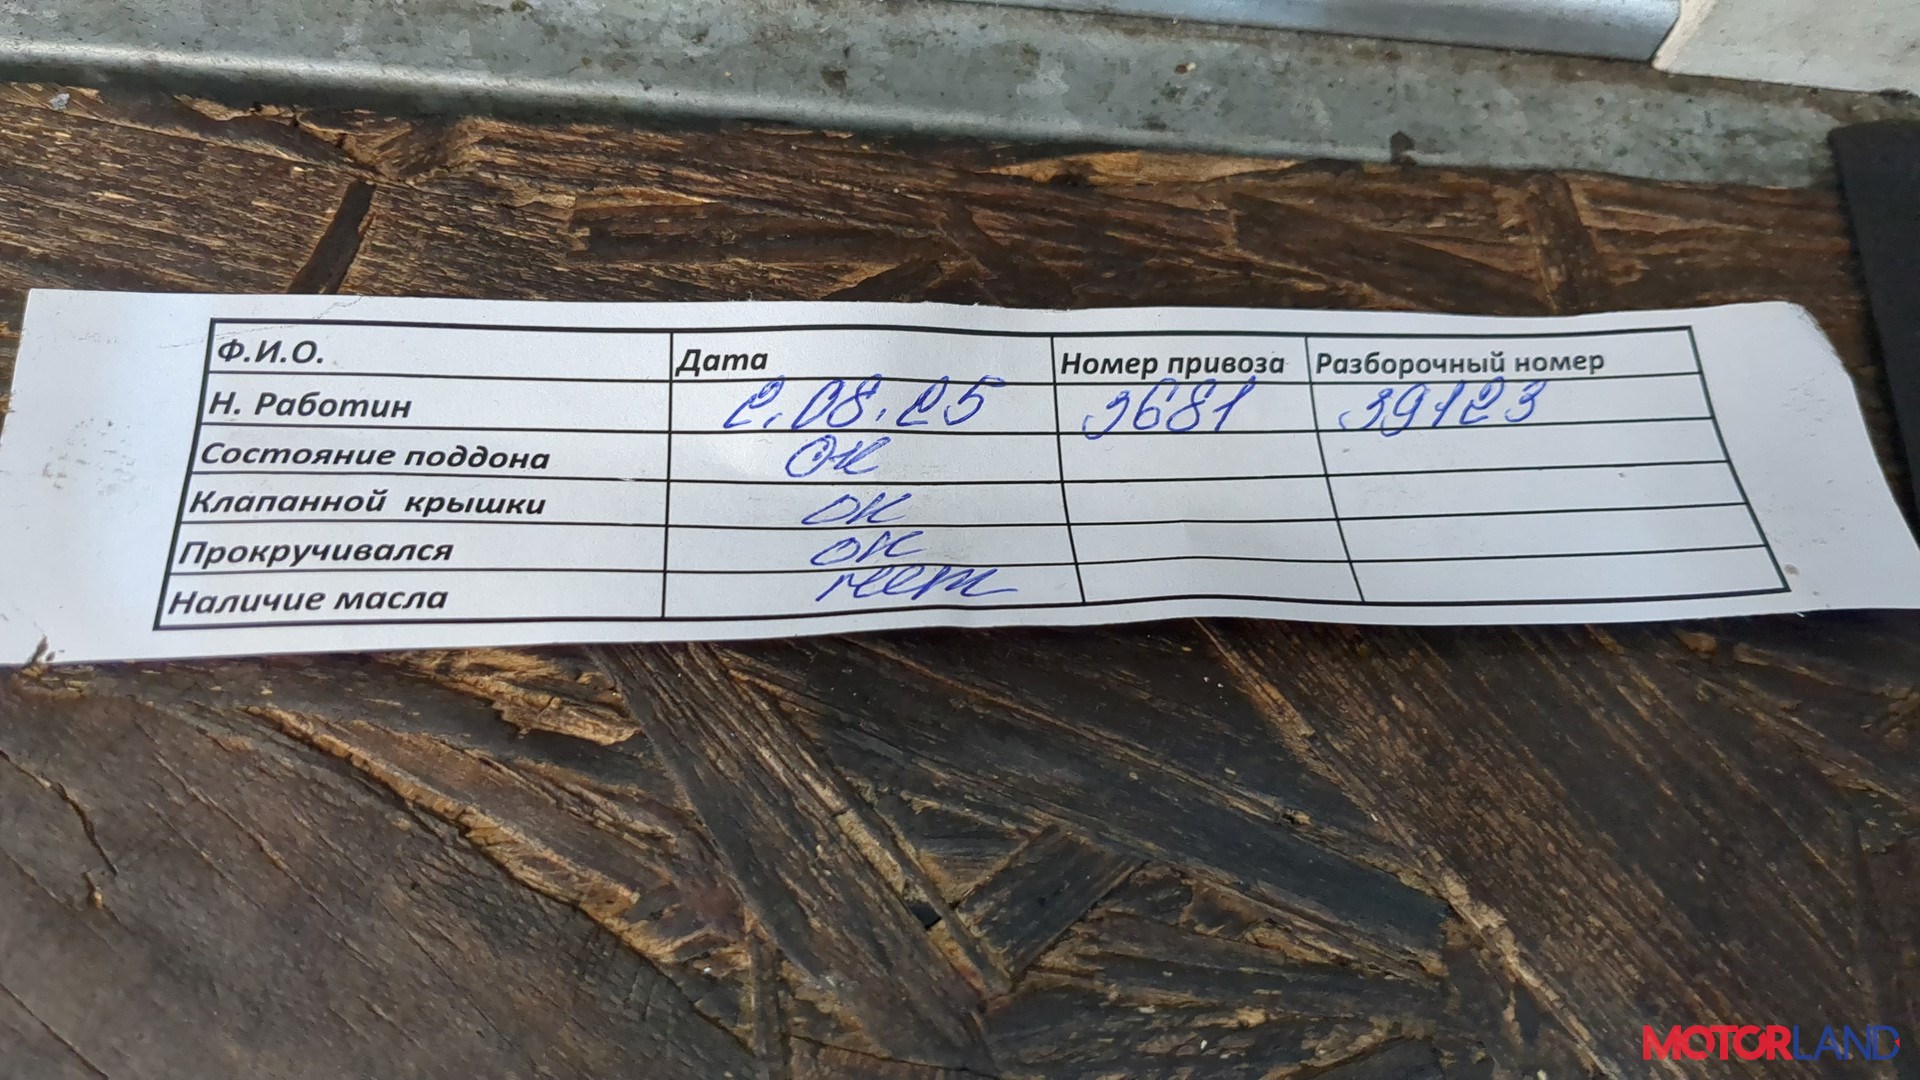 Ф.И.О. Дата Номер привоза Разборочный номер
Н. Работин 2.08.25 3681 39123
Состояние поддона ок
Клапанной крышки ок
Прокручивался ок
Наличие масла нет
MOTORLAND